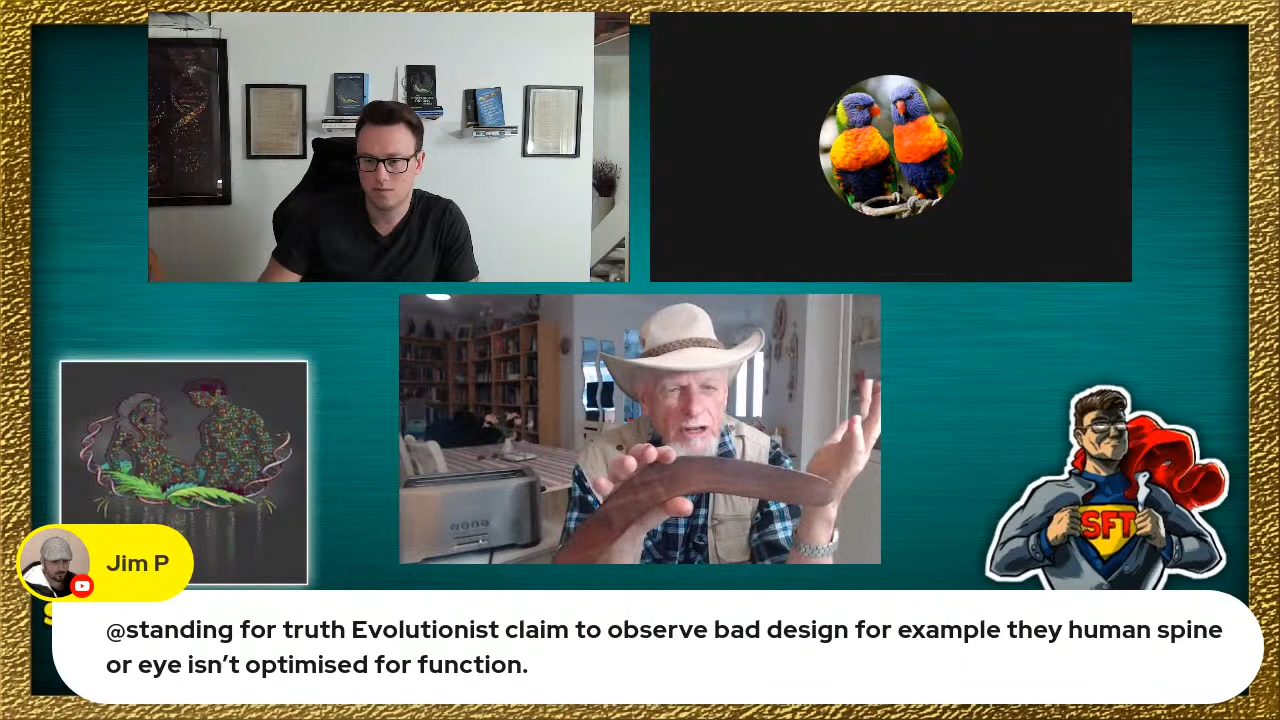 SFT
Jim P
@standing for truth Evolutionist claim to observe bad design for example they human spine
or eye isn't optimised for function.